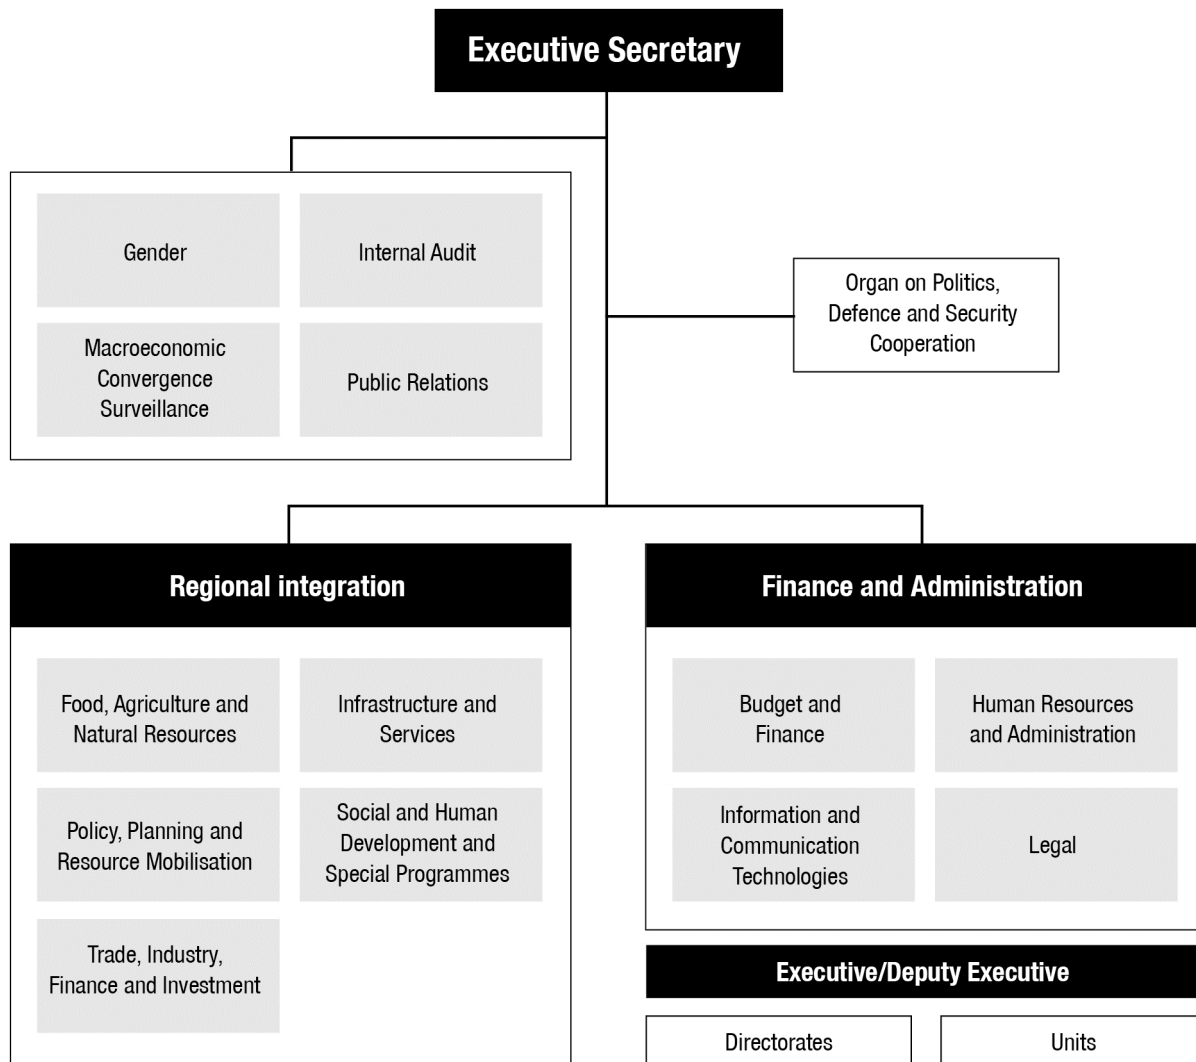 Executive Secretary
Gender
Internal Audit
Macroeconomic
Convergence
Surveillance
Public Relations
Organ on Politics,
Defence and Security
Cooperation
Regional integration
Food, Agriculture and
Natural Resources
Infrastructure and
Services
Policy, Planning and
Resource Mobilisation
Social and Human
Development and
Special Programmes
Trade, Industry,
Finance and Investment
Finance and Administration
Budget and
Finance
Human Resources
and Administration
Information and
Communication
Technologies
Legal
Executive/Deputy Executive
Directorates
Units